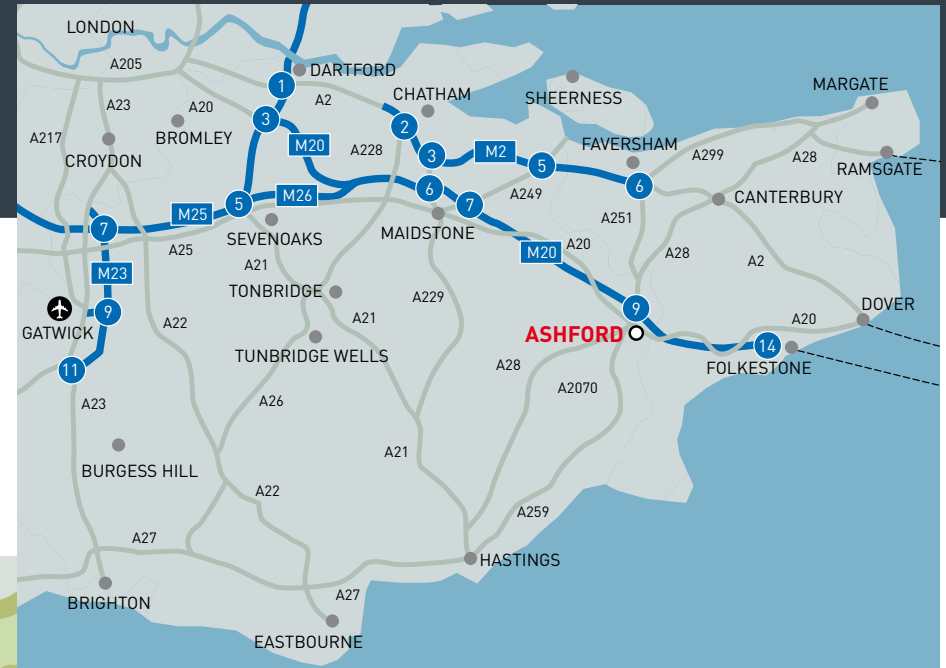 LONDON
A205
DARTFORD
1
MARGATE
A23
A20
A2
CHATHAM
SHEERNESS
3
2
A217
BROMLEY
M20
A228
FAVERSHAM
CROYDON
3
M2
5
A299
A28
RAMSGATE
M26
6
A249
6
CANTERBURY
5
7
M25
A251
7
SEVENOAKS
MAIDSTONE
A25
A21
M20
A20
A28
A2
M23
TONBRIDGE
A229
9
9
DOVER
GATWICK
A22
A21
A20
ASHFORD
TUNBRIDGE WELLS
14
11
A28
FOLKESTONE
A23
A26
A2070
BURGESS HILL
A21
A22
A259
A27
HASTINGS
BRIGHTON
A27
EASTBOURNE